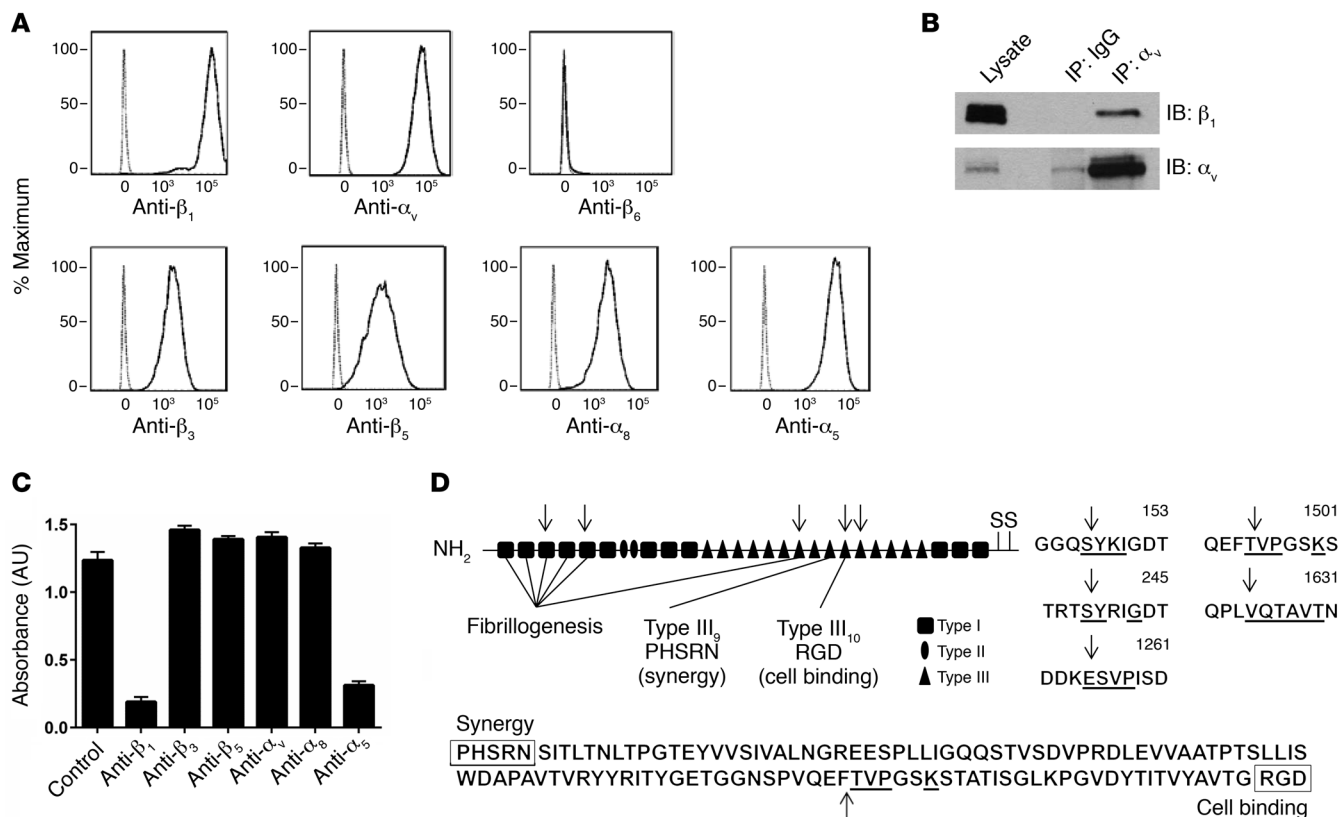 A
% Maximum
100
50
0
0 10³ 10⁵
Anti-β₁
100
50
0
0 10³ 10⁵
Anti-αᵥ
100
50
0
0 10³ 10⁵
Anti-β₆
100
50
0
0 10³ 10⁵
Anti-β₃
100
50
0
0 10³ 10⁵
Anti-β₅
100
50
0
0 10³ 10⁵
Anti-α₈
100
50
0
0 10³ 10⁵
Anti-α₅
B
Lysate IP: IgG IP: αᵥ
IB: β₁
IB: αᵥ
C
Absorbance (AU)
1.5
1.0
0.5
0.0
Control Anti-β₁ Anti-β₃ Anti-β₅ Anti-αᵥ Anti-α₈ Anti-α₅
D
NH₂ SS
Fibrillogenesis
Type III₉
PHSRN
(synergy)
Type III₁₀
RGD
(cell binding)
Type I
Type II
Type III
153
GGQSYKIGDT
245
TRTSYRIGDT
1261
DDKESVPISD
1501
QEFTVPGSKS
1631
QPLVQTAVTN
Synergy
PHSRNSITLTNLTPGTEYVVSIVALNGREESPLLIGQQSTVSDVPRDLEVVAATPTSLLIS
WDAPAVTVRYYRITYGETGGNSPVQEFTVPGSKSTATISGLKPGVDYTITVYAVTGRGD
Cell binding